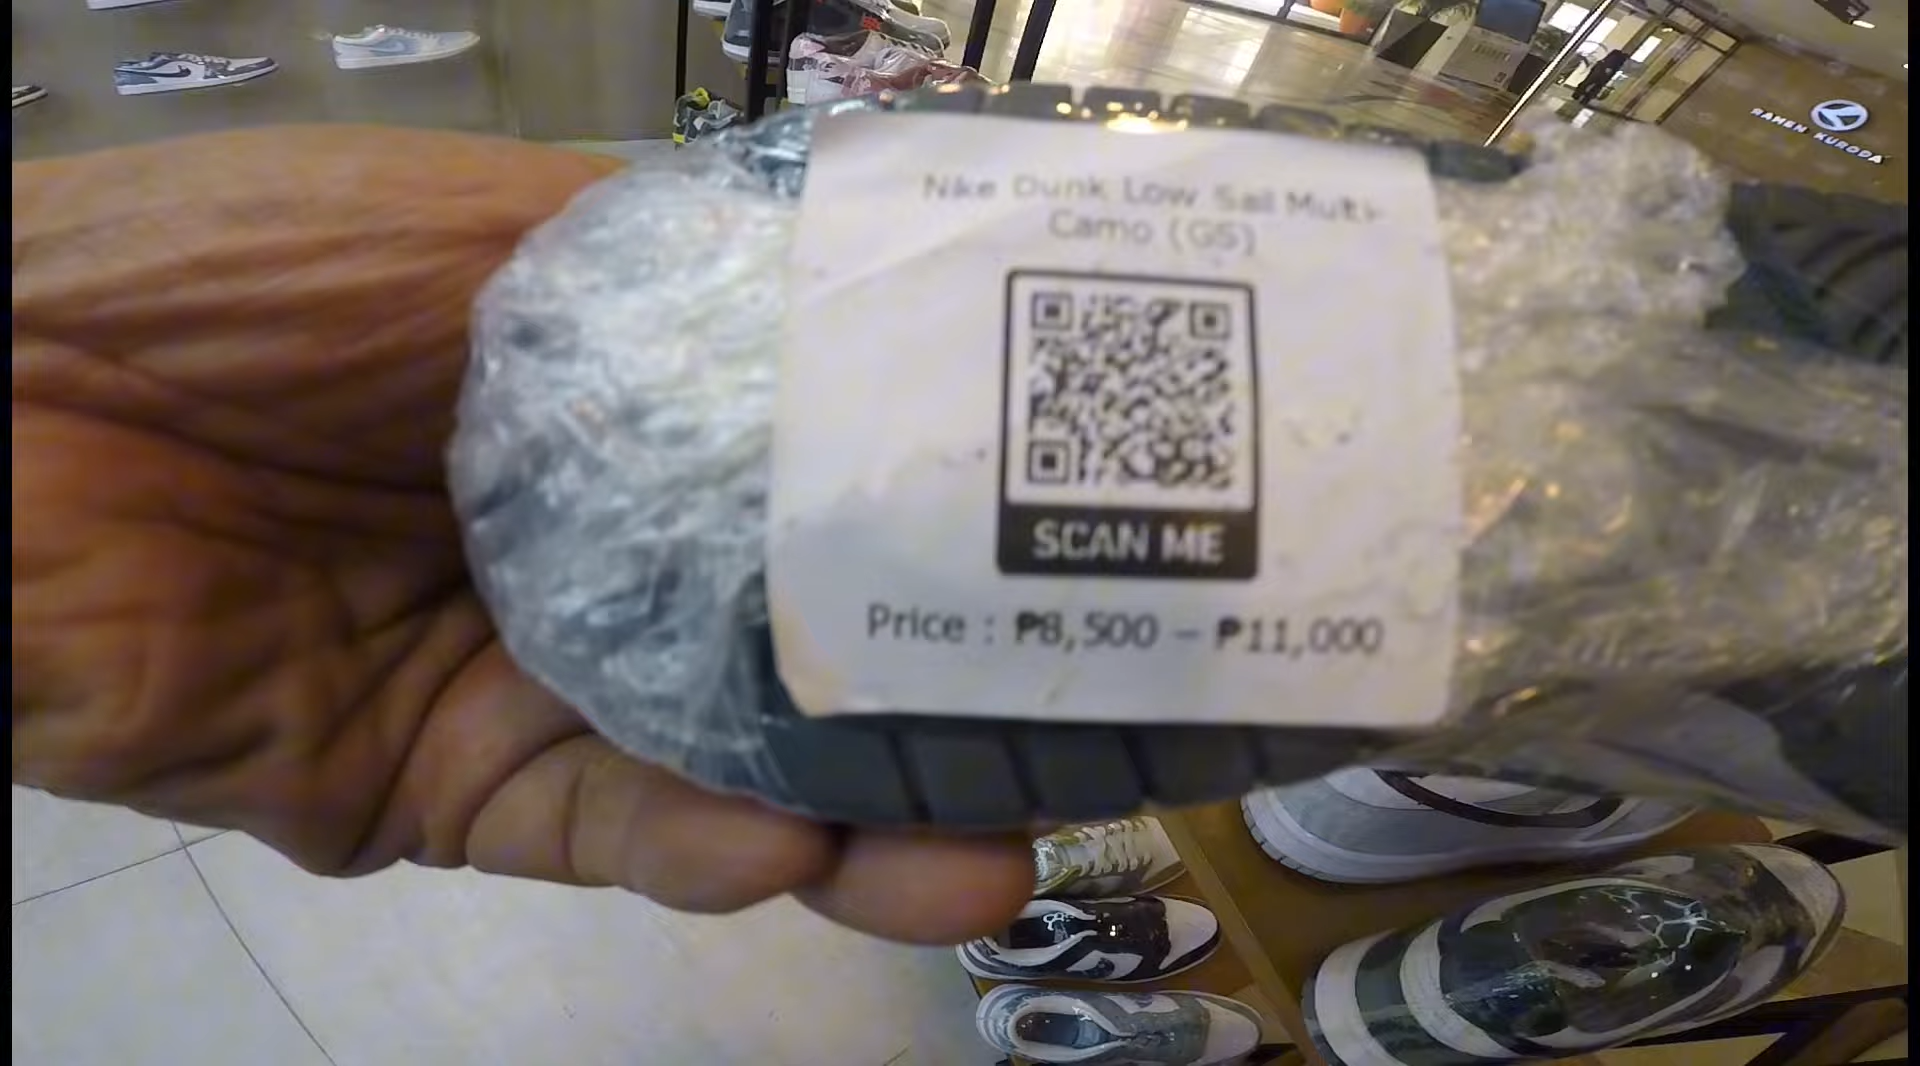 RAMEN KURODA
Nike Dunk Low Sail Multi-
Camo (GS)
SCAN ME
Price : ₱8,500 – ₱11,000